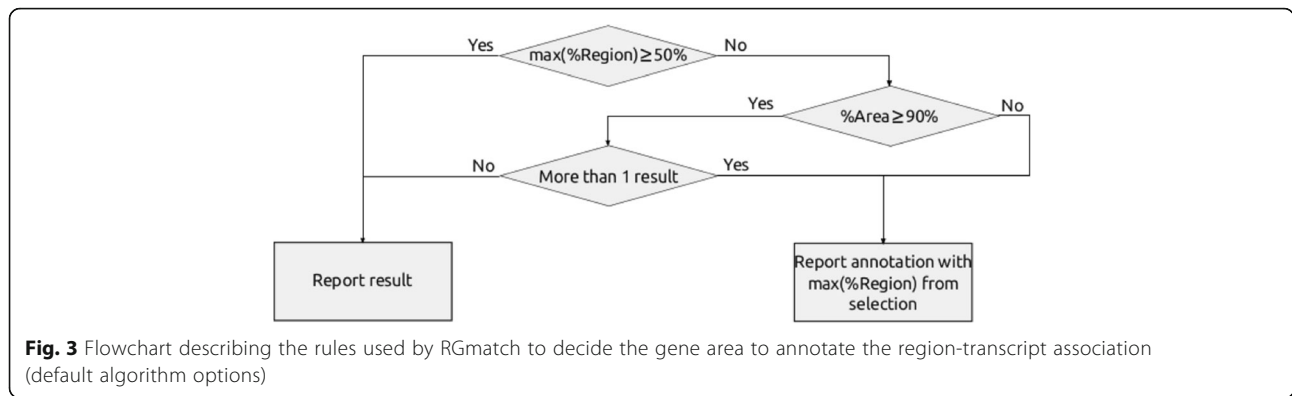 Yes
max(%Region)≥50%
No
Yes
%Area≥90%
No
No
More than 1 result
Yes
Report result
Report annotation with
max(%Region) from
selection
Fig. 3 Flowchart describing the rules used by RGmatch to decide the gene area to annotate the region-transcript association
(default algorithm options)